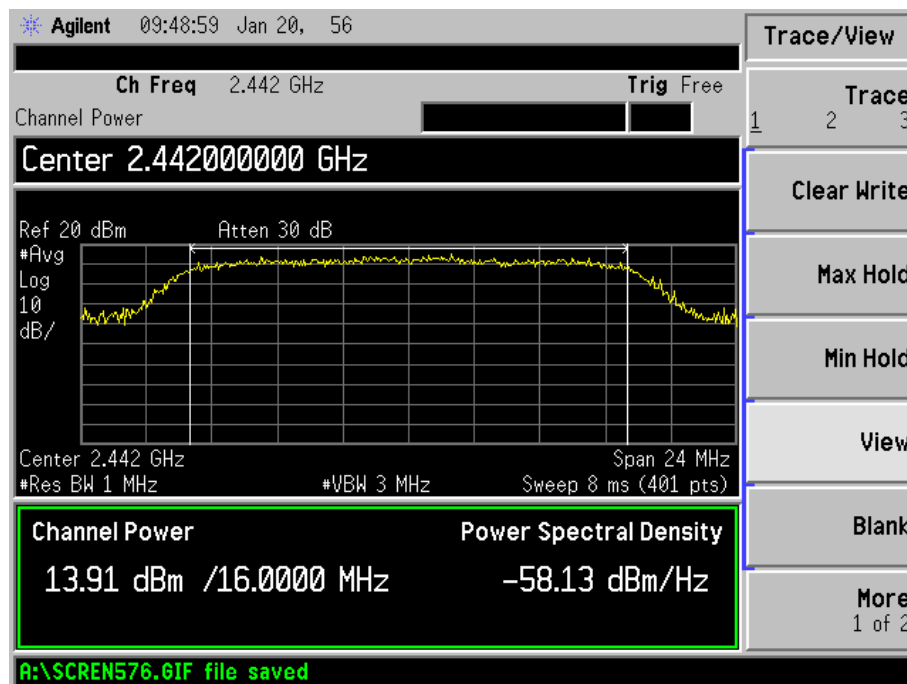 Agilent 09:48:59 Jan 20, 56
Trace/View
Ch Freq 2.442 GHz Trig Free
Channel Power
Trace
1 2 3
Center 2.442000000 GHz
Clear Write
Ref 20 dBm Atten 30 dB
#Avg
Log
10
dB/
Max Hold
Min Hold
View
Center 2.442 GHz Span 24 MHz
#Res BW 1 MHz #VBW 3 MHz Sweep 8 ms (401 pts)
Channel Power Power Spectral Density
Blank
13.91 dBm /16.0000 MHz -58.13 dBm/Hz
More
1 of 2
A:\SCREN576.GIF file saved